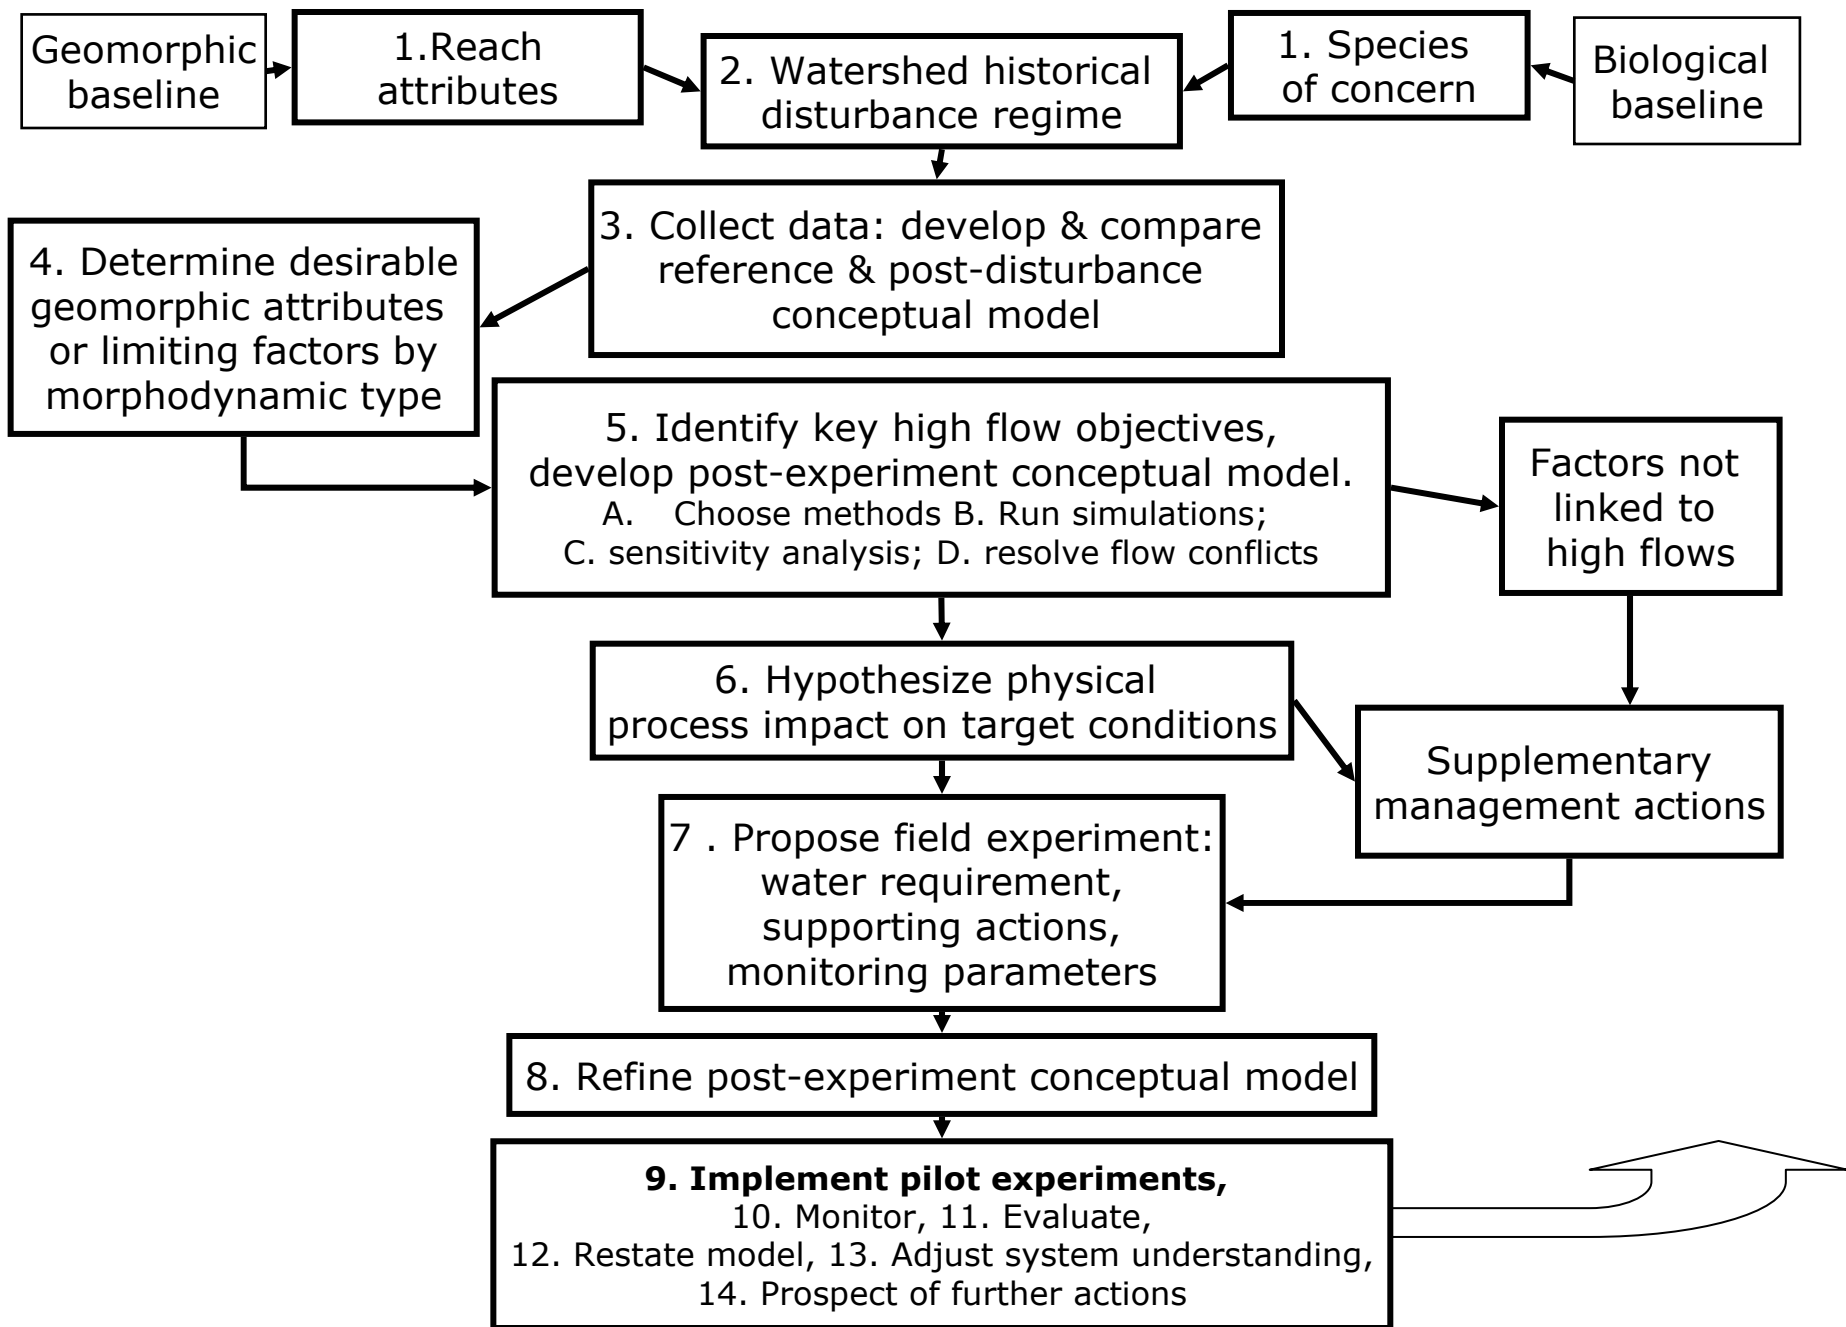 Geomorphic
baseline
1.Reach
attributes
2. Watershed historical
disturbance regime
1. Species
of concern
Biological
baseline
3. Collect data: develop & compare
reference & post-disturbance
conceptual model
4. Determine desirable
geomorphic attributes
or limiting factors by
morphodynamic type
5. Identify key high flow objectives,
develop post-experiment conceptual model.
A. Choose methods B. Run simulations;
C. sensitivity analysis; D. resolve flow conflicts
Factors not
linked to
high flows
6. Hypothesize physical
process impact on target conditions
Supplementary
management actions
7 . Propose field experiment:
water requirement,
supporting actions,
monitoring parameters
8. Refine post-experiment conceptual model
9. Implement pilot experiments,
10. Monitor, 11. Evaluate,
12. Restate model, 13. Adjust system understanding,
14. Prospect of further actions